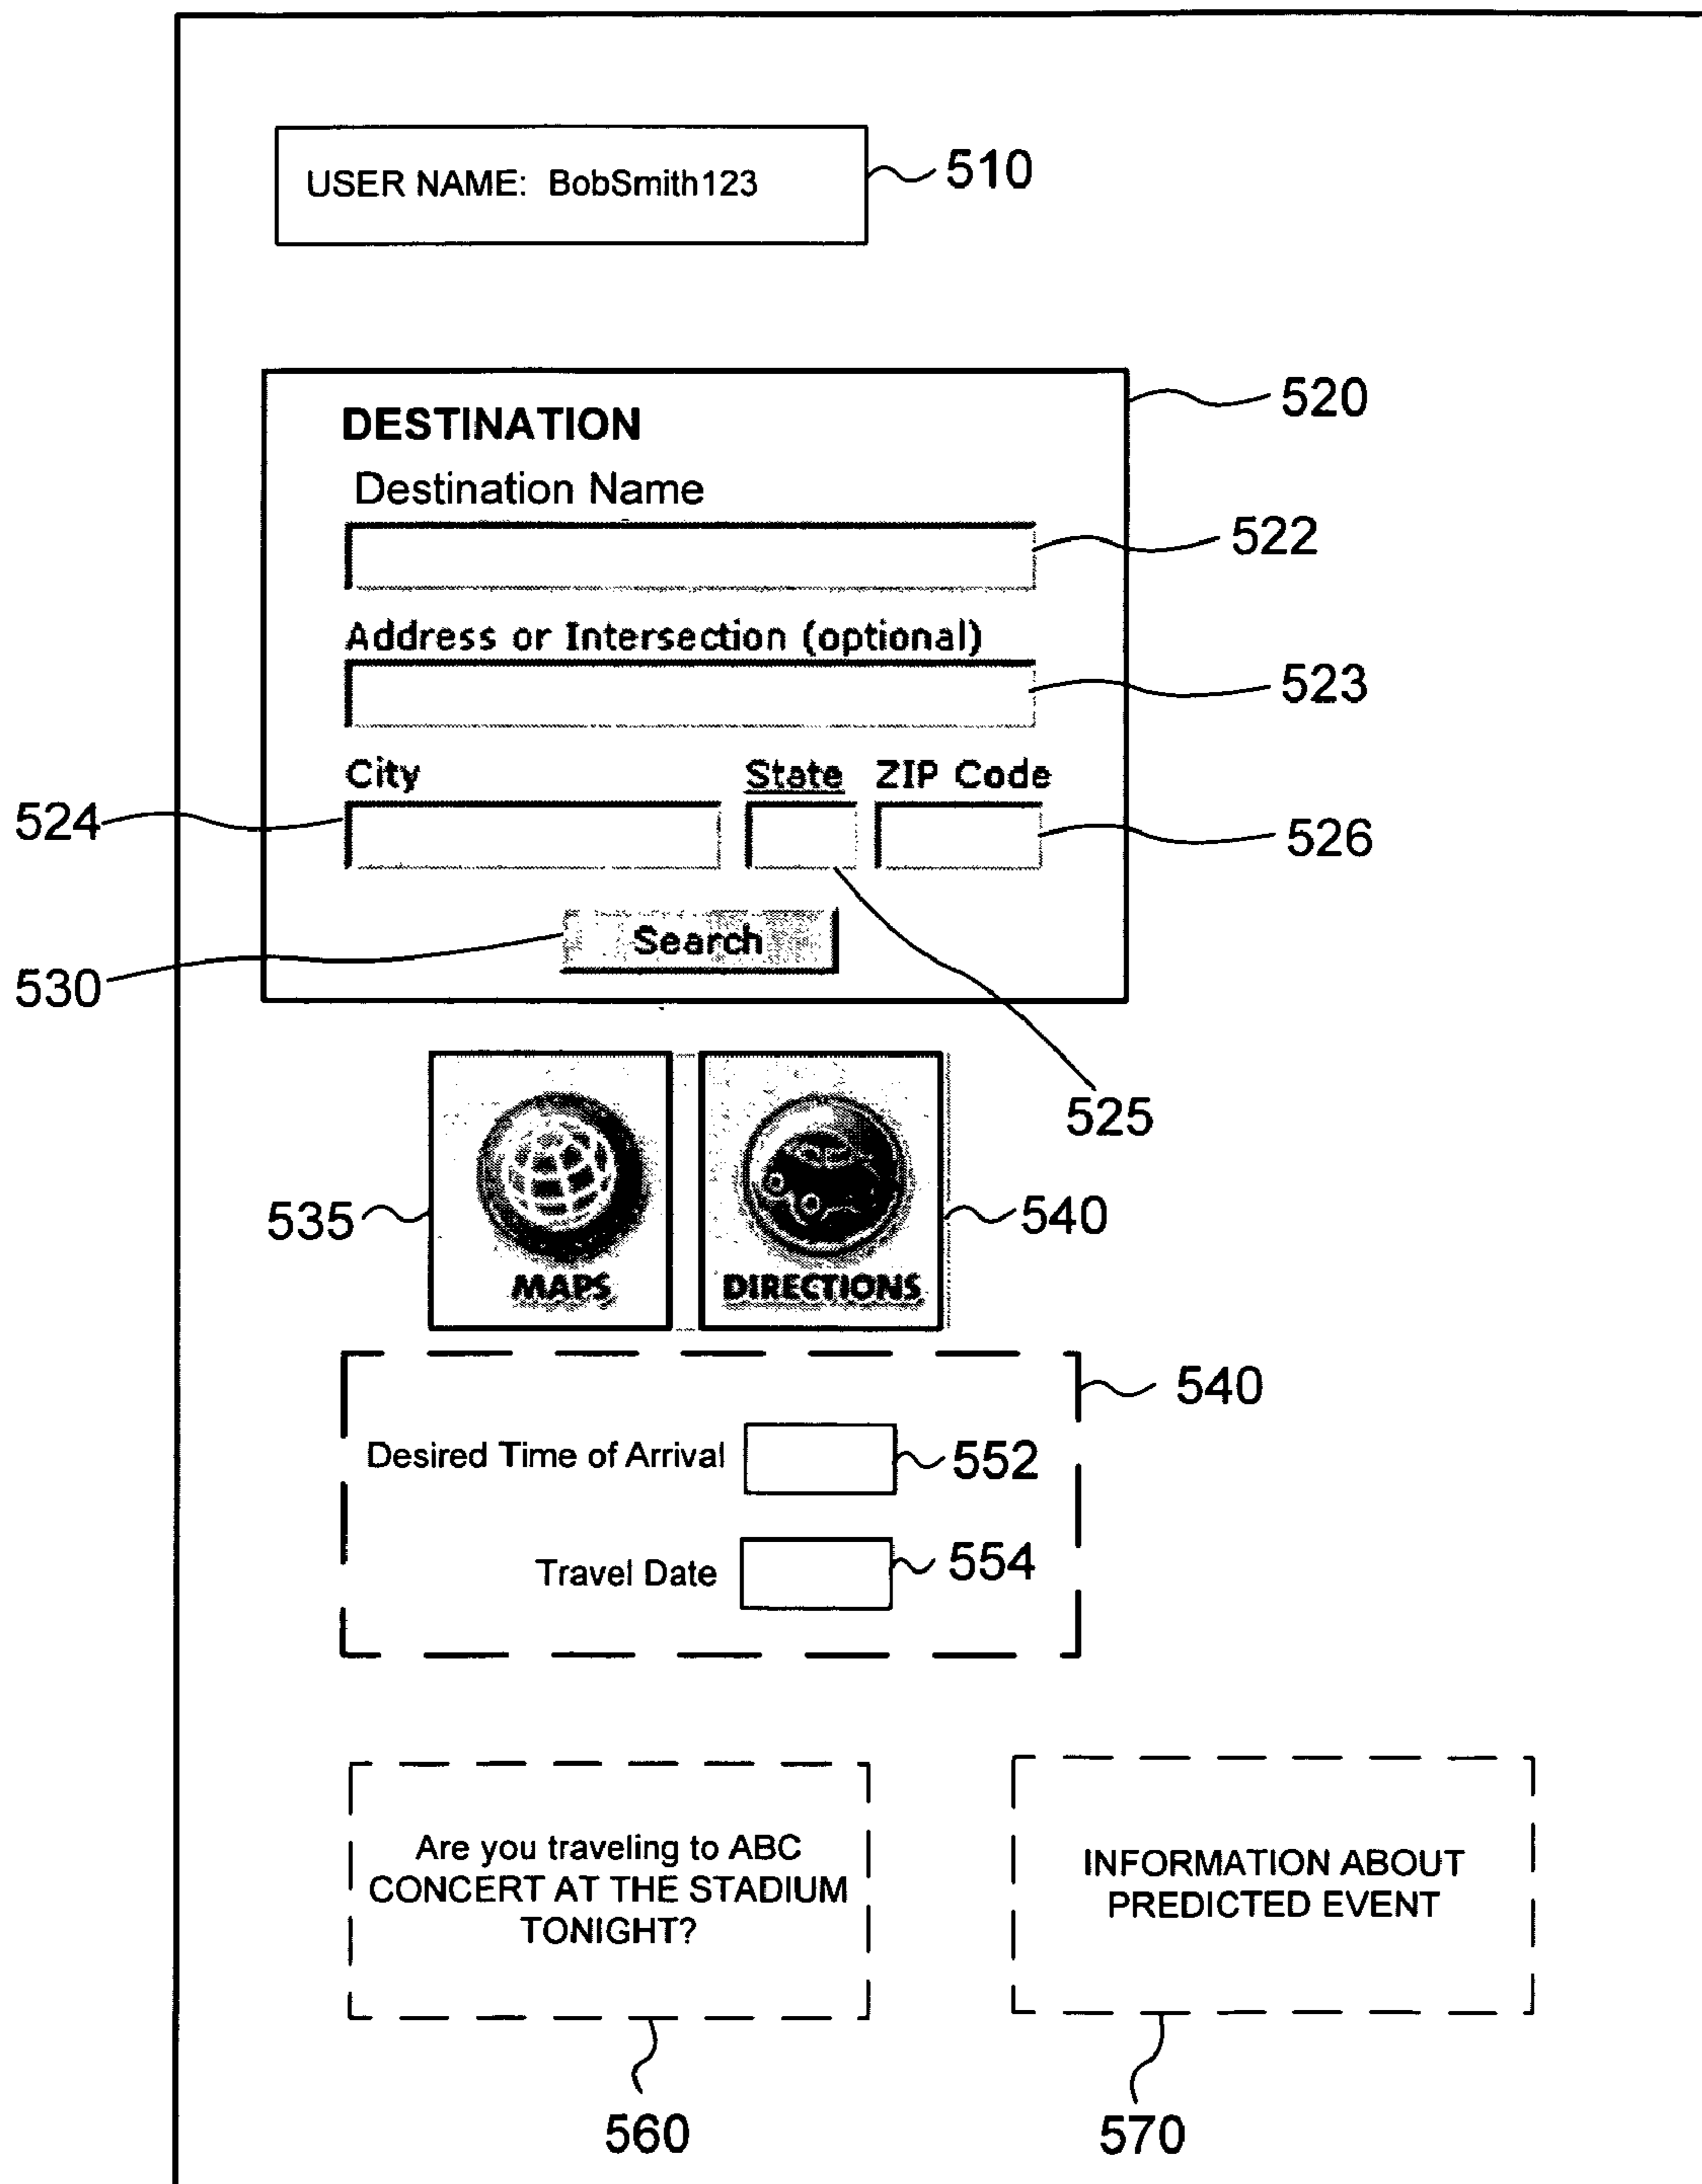 USER NAME: BobSmith123
510
DESTINATION
520
Destination Name
522
Address or Intersection (optional)
523
City State ZIP Code
524
526
Search
530
525
MAPS
DIRECTIONS
535
540
540
Desired Time of Arrival
552
Travel Date
554
Are you traveling to ABC
CONCERT AT THE STADIUM
TONIGHT?
INFORMATION ABOUT
PREDICTED EVENT
560
570